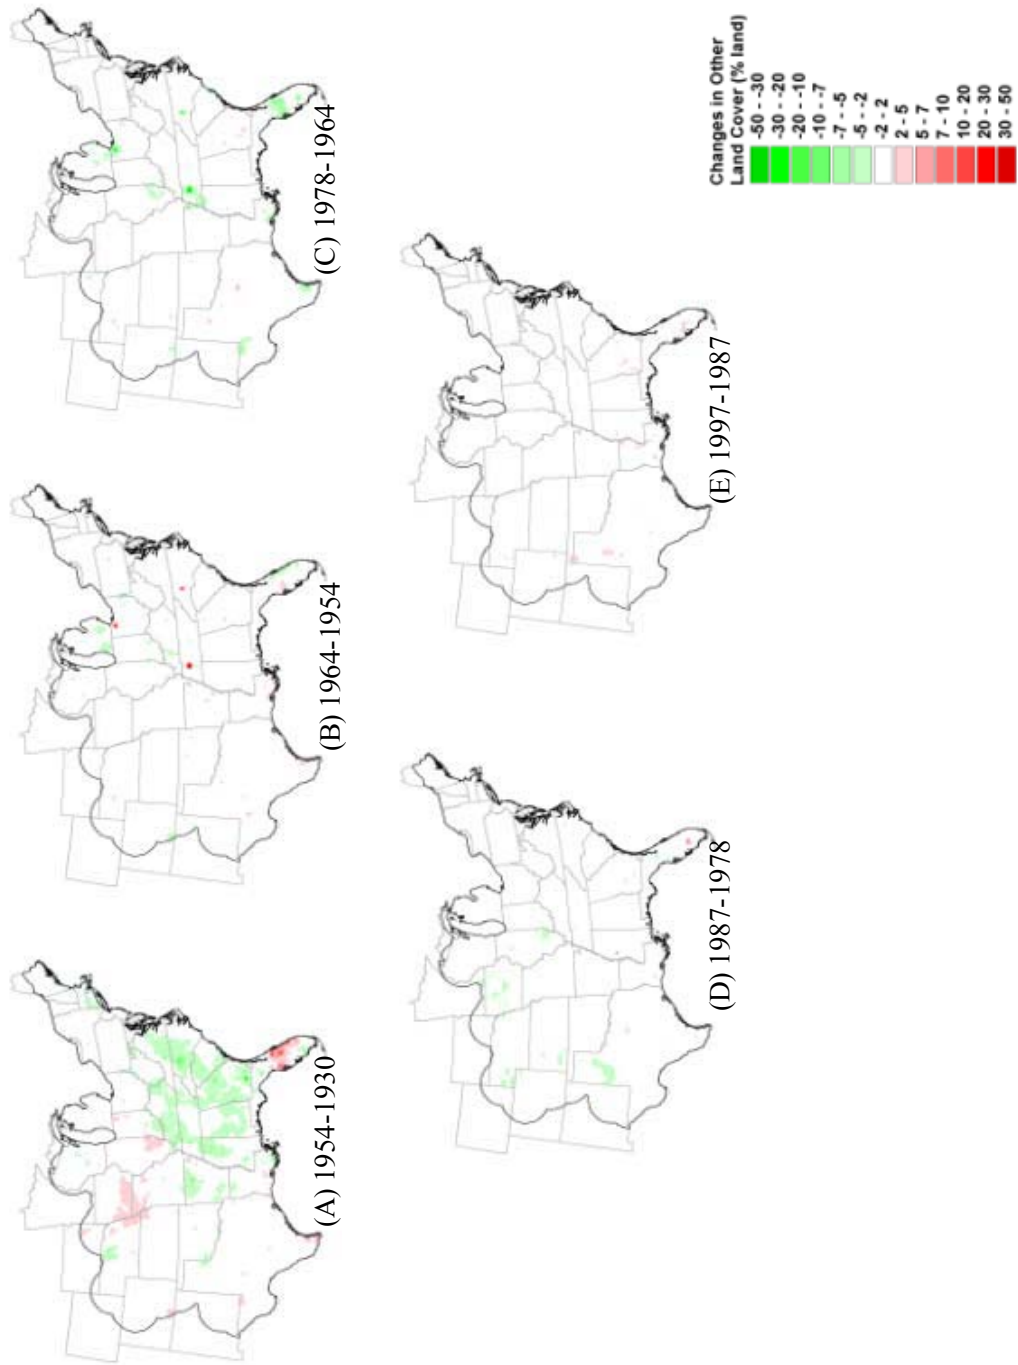 (A) 1954-1930
(B) 1964-1954
(C) 1978-1964
(D) 1987-1978
(E) 1997-1987
Changes in Other
Land Cover (% land)
-50 - -30
-30 - -20
-20 - -10
-10 - -7
-7 - -5
-5 - -2
-2 - 2
2 - 5
5 - 7
7 - 10
10 - 20
20 - 30
30 - 50